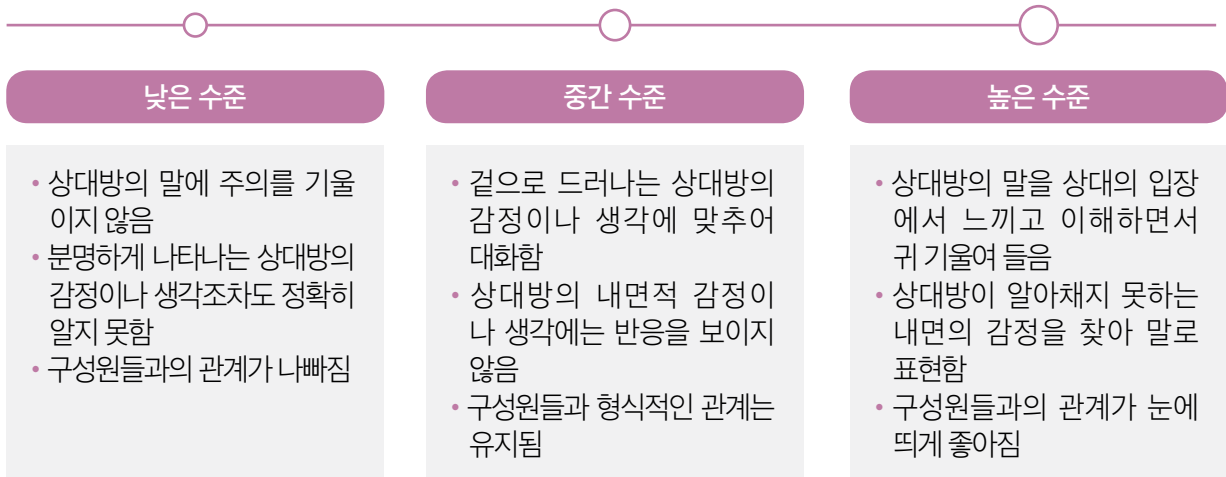 낮은 수준
• 상대방의 말에 주의를 기울
이지 않음
• 분명하게 나타나는 상대방의
감정이나 생각조차도 정확히
알지 못함
• 구성원들과의 관계가 나빠짐
중간 수준
• 겉으로 드러나는 상대방의
감정이나 생각에 맞추어
대화함
• 상대방의 내면적 감정이
나 생각에는 반응을 보이지
않음
• 구성원들과 형식적인 관계는
유지됨
높은 수준
• 상대방의 말을 상대의 입장
에서 느끼고 이해하면서
귀 기울여 들음
• 상대방이 알아채지 못하는
내면의 감정을 찾아 말로
표현함
• 구성원들과의 관계가 눈에
띄게 좋아짐